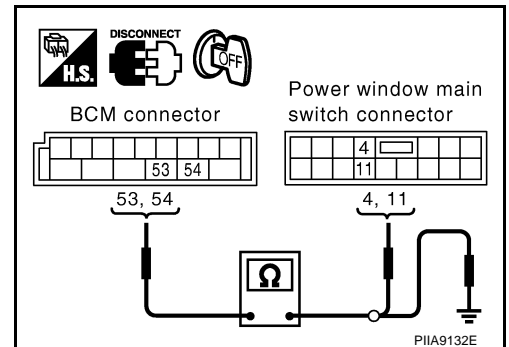 DISCONNECT
H.S.
OFF
Power window main
switch connector
BCM connector
4
11
53 54
53, 54
4, 11
Ω
PIIA9132E